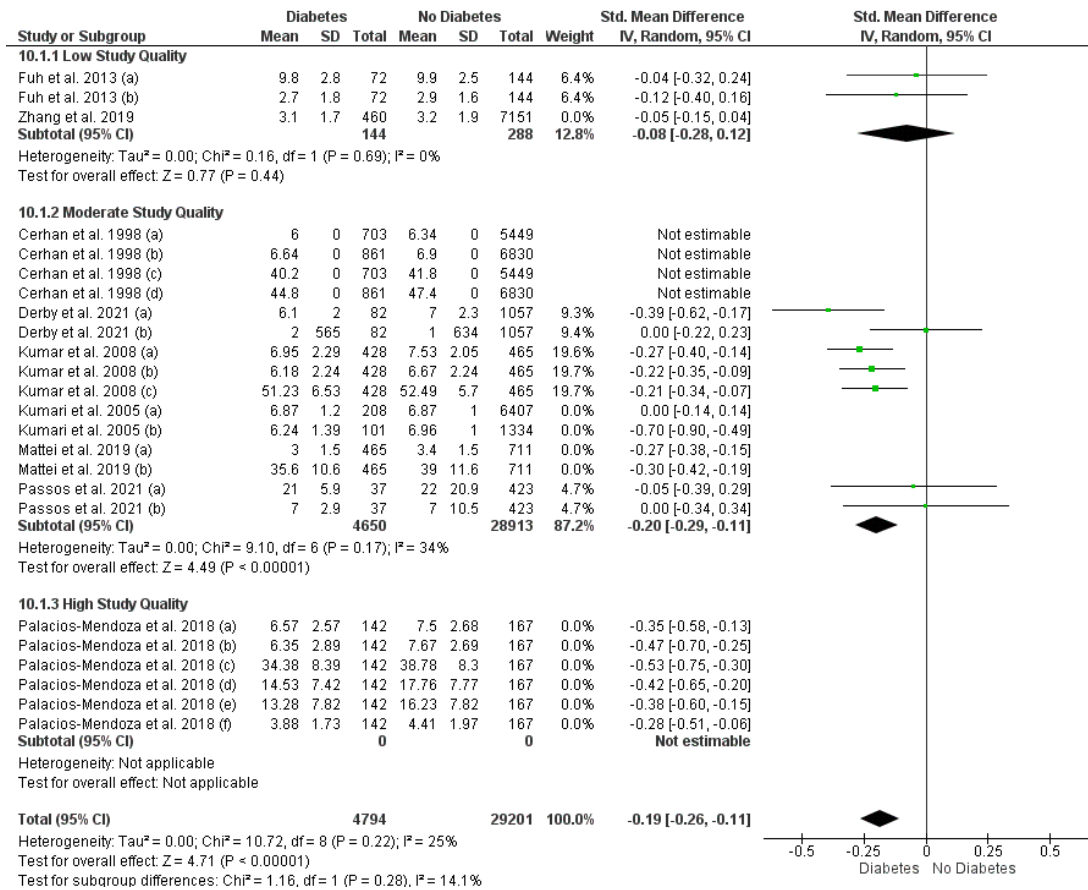 Diabetes No Diabetes Std. Mean Difference Std. Mean Difference
Study or Subgroup Mean SD Total Mean SD Total Weight IV, Random, 95% CI IV, Random, 95% CI
10.1.1 Low Study Quality
Fuh et al. 2013 (a) 9.8 2.8 72 9.9 2.5 144 6.4% -0.04 [-0.32, 0.24]
Fuh et al. 2013 (b) 2.7 1.8 72 2.9 1.6 144 6.4% -0.12 [-0.40, 0.16]
Zhang et al. 2019 3.1 1.7 460 3.2 1.9 7151 0.0% -0.05 [-0.15, 0.04]
Subtotal (95% CI) 144 288 12.8% -0.08 [-0.28, 0.12]
Heterogeneity: Tau² = 0.00; Chi² = 0.16, df = 1 (P = 0.69); I² = 0%
Test for overall effect: Z = 0.77 (P = 0.44)
10.1.2 Moderate Study Quality
Cerhan et al. 1998 (a) 6 0 703 6.34 0 5449 Not estimable
Cerhan et al. 1998 (b) 6.64 0 861 6.9 0 6830 Not estimable
Cerhan et al. 1998 (c) 40.2 0 703 41.8 0 5449 Not estimable
Cerhan et al. 1998 (d) 44.8 0 861 47.4 0 6830 Not estimable
Derby et al. 2021 (a) 6.1 2 82 7 2.3 1057 9.3% -0.39 [-0.62, -0.17]
Derby et al. 2021 (b) 2 565 82 1 634 1057 9.4% 0.00 [-0.22, 0.23]
Kumar et al. 2008 (a) 6.95 2.29 428 7.53 2.05 465 19.6% -0.27 [-0.40, -0.14]
Kumar et al. 2008 (b) 6.18 2.24 428 6.67 2.24 465 19.7% -0.22 [-0.35, -0.09]
Kumar et al. 2008 (c) 51.23 6.53 428 52.49 5.7 465 19.7% -0.21 [-0.34, -0.07]
Kumari et al. 2005 (a) 6.87 1.2 208 6.87 1 6407 0.0% 0.00 [-0.14, 0.14]
Kumari et al. 2005 (b) 6.24 1.39 101 6.96 1 1334 0.0% -0.70 [-0.90, -0.49]
Mattei et al. 2019 (a) 3 1.5 465 3.4 1.5 711 0.0% -0.27 [-0.38, -0.15]
Mattei et al. 2019 (b) 35.6 10.6 465 39 11.6 711 0.0% -0.30 [-0.42, -0.19]
Passos et al. 2021 (a) 21 5.9 37 22 20.9 423 4.7% -0.05 [-0.39, 0.29]
Passos et al. 2021 (b) 7 2.9 37 7 10.5 423 4.7% 0.00 [-0.34, 0.34]
Subtotal (95% CI) 4650 28913 87.2% -0.20 [-0.29, -0.11]
Heterogeneity: Tau² = 0.00; Chi² = 9.10, df = 6 (P = 0.17); I² = 34%
Test for overall effect: Z = 4.49 (P < 0.00001)
10.1.3 High Study Quality
Palacios-Mendoza et al. 2018 (a) 6.57 2.57 142 7.5 2.68 167 0.0% -0.35 [-0.58, -0.13]
Palacios-Mendoza et al. 2018 (b) 6.35 2.89 142 7.67 2.69 167 0.0% -0.47 [-0.70, -0.25]
Palacios-Mendoza et al. 2018 (c) 34.38 8.39 142 38.78 8.3 167 0.0% -0.53 [-0.75, -0.30]
Palacios-Mendoza et al. 2018 (d) 14.53 7.42 142 17.76 7.77 167 0.0% -0.42 [-0.65, -0.20]
Palacios-Mendoza et al. 2018 (e) 13.28 7.82 142 16.23 7.82 167 0.0% -0.38 [-0.60, -0.15]
Palacios-Mendoza et al. 2018 (f) 3.88 1.73 142 4.41 1.97 167 0.0% -0.28 [-0.51, -0.06]
Subtotal (95% CI) 0 0 Not estimable
Heterogeneity: Not applicable
Test for overall effect: Not applicable
Total (95% CI) 4794 29201 100.0% -0.19 [-0.26, -0.11]
Heterogeneity: Tau² = 0.00; Chi² = 10.72, df = 8 (P = 0.22); I² = 25%
Test for overall effect: Z = 4.71 (P < 0.00001)
Test for subgroup differences: Chi² = 1.16, df = 1 (P = 0.28), I² = 14.1%
-0.5 -0.25 0 0.25 0.5
Diabetes No Diabetes